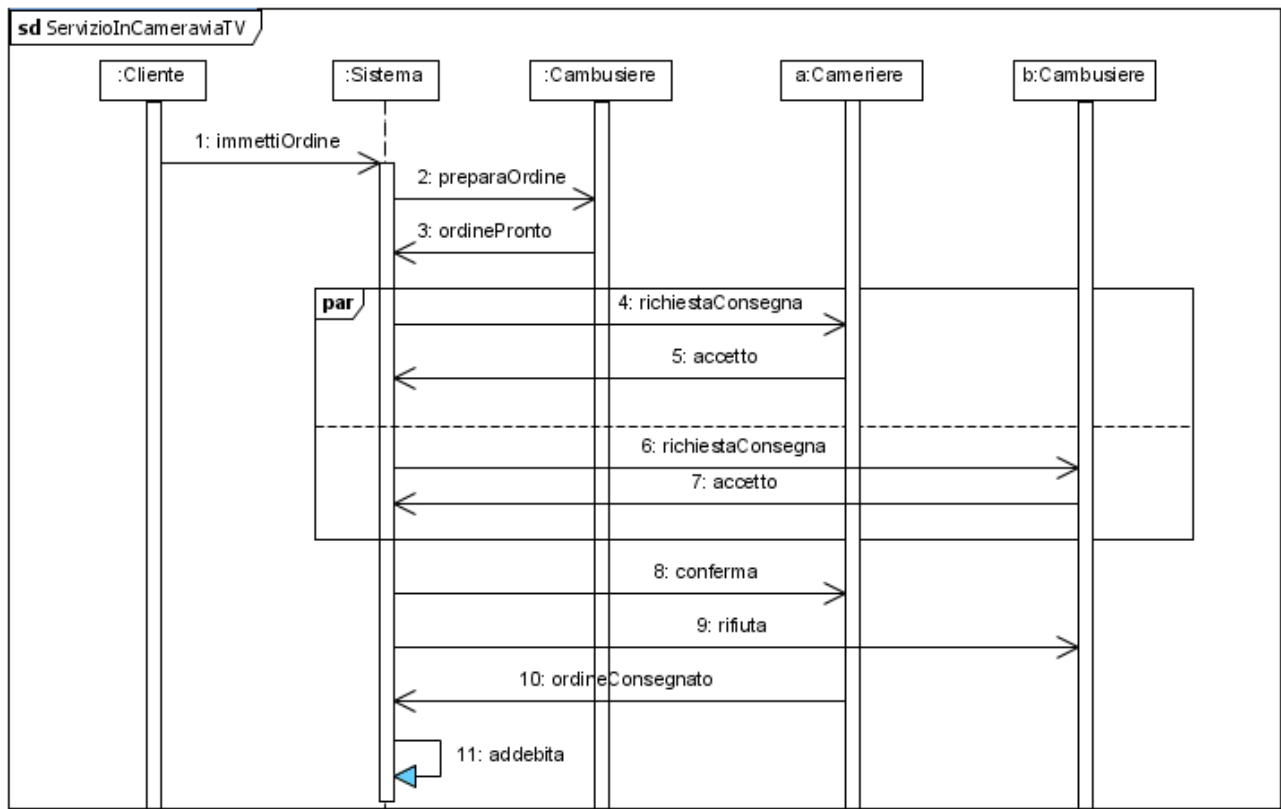 sd ServizioInCameraviaTV
:Cliente
:Sistema
:Cambusiere
a:Cameriere
b:Cambusiere
1: immettiOrdine
2: preparaOrdine
3: ordinePronto
par
4: richiestaConsegna
5: accetto
6: richiestaConsegna
7: accetto
8: conferma
9: rifiuta
10: ordineConsegnato
11: addebita